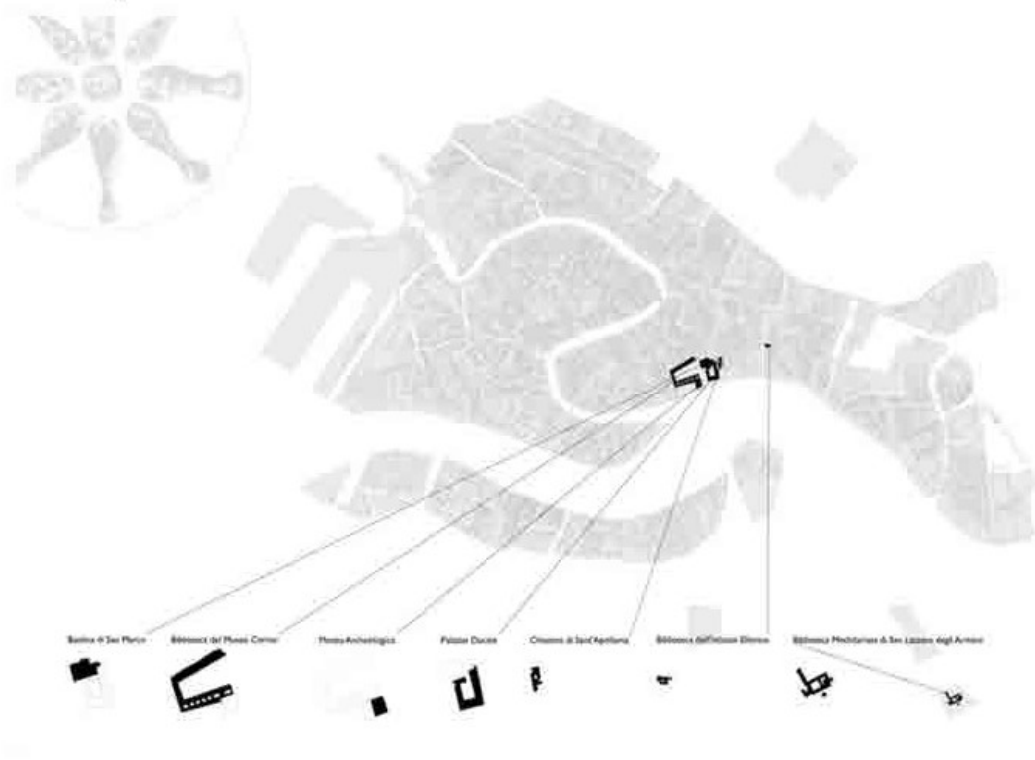 Basilica di San Marco
Biblioteca del Museo Correr
Museo Archeologico
Palazzo Ducale
Chiostro di Sant'Apollonia
Biblioteca dell'Istituto Ellenico
Biblioteca Mechitarista di San Lazzaro degli Armeni